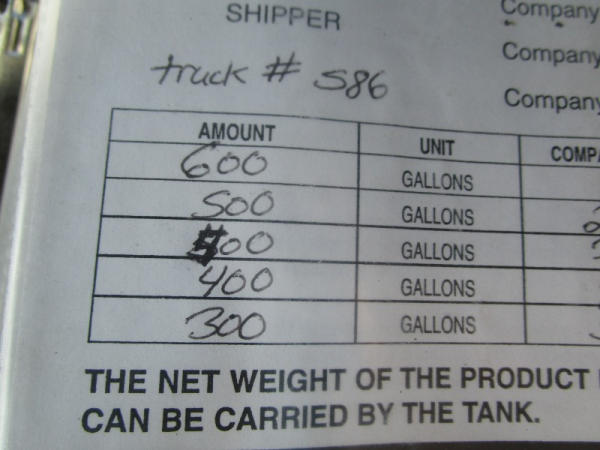 SHIPPER
Company
Company
truck # 586
Company
AMOUNT UNIT
600 GALLONS
500 GALLONS
400 GALLONS
400 GALLONS
300 GALLONS
THE NET WEIGHT OF THE PRODUCT
CAN BE CARRIED BY THE TANK.